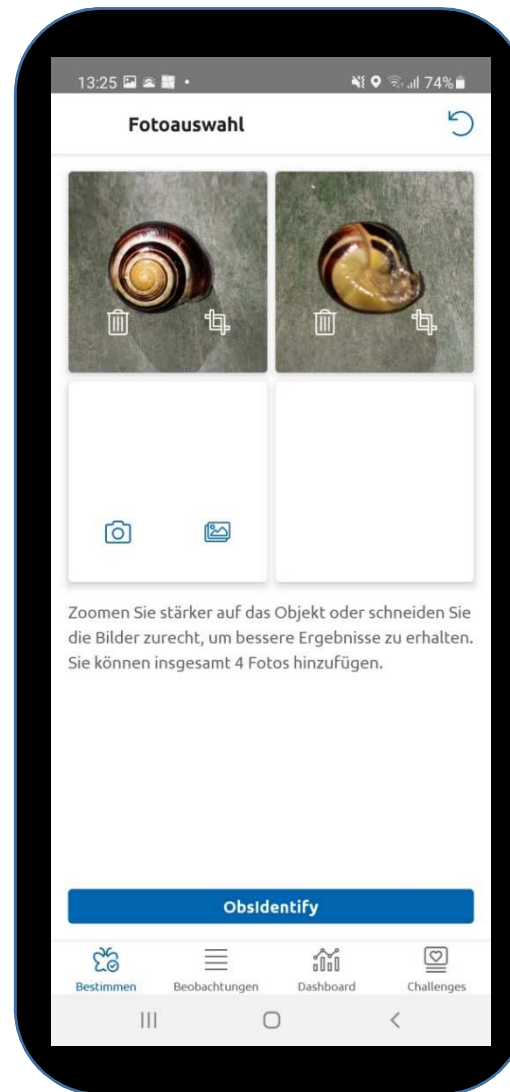 13:25
74%
Fotoauswahl
Zoomen Sie stärker auf das Objekt oder schneiden Sie
die Bilder zurecht, um bessere Ergebnisse zu erhalten.
Sie können insgesamt 4 Fotos hinzufügen.
ObsIdentify
Bestimmen Beobachtungen Dashboard Challenges